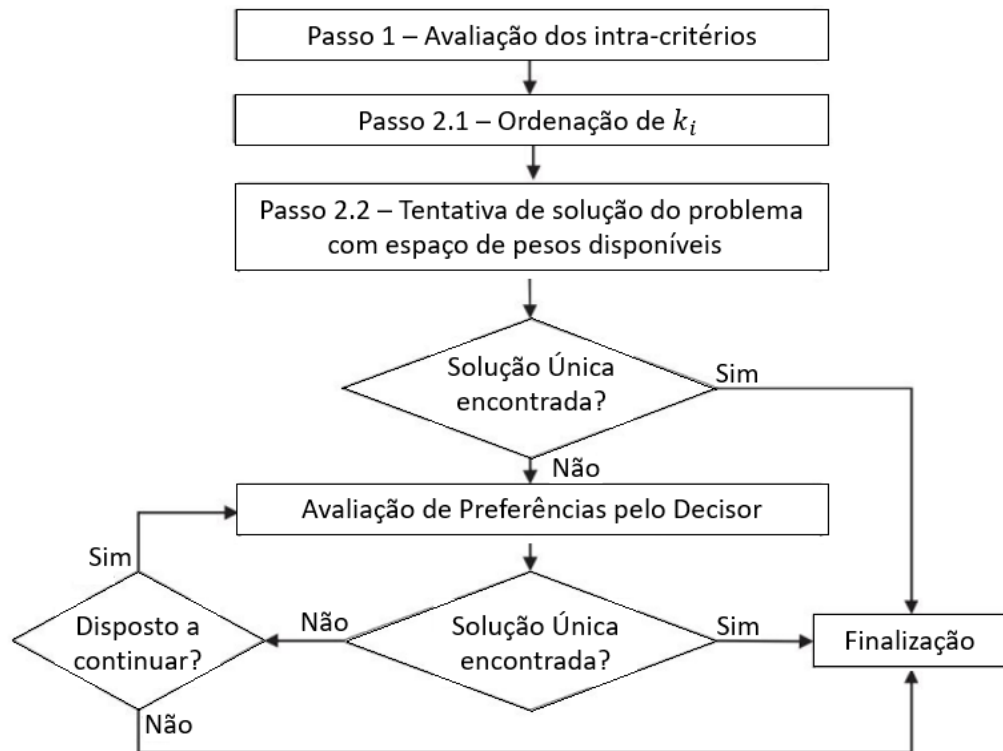 Passo 1 – Avaliação dos intra-critérios
Passo 2.1 – Ordenação de k_i
Passo 2.2 – Tentativa de solução do problema
com espaço de pesos disponíveis
Solução Única
encontrada?
Sim
Não
Avaliação de Preferências pelo Decisor
Sim
Disposto a
continuar?
Não
Solução Única
encontrada?
Sim
Finalização
Não